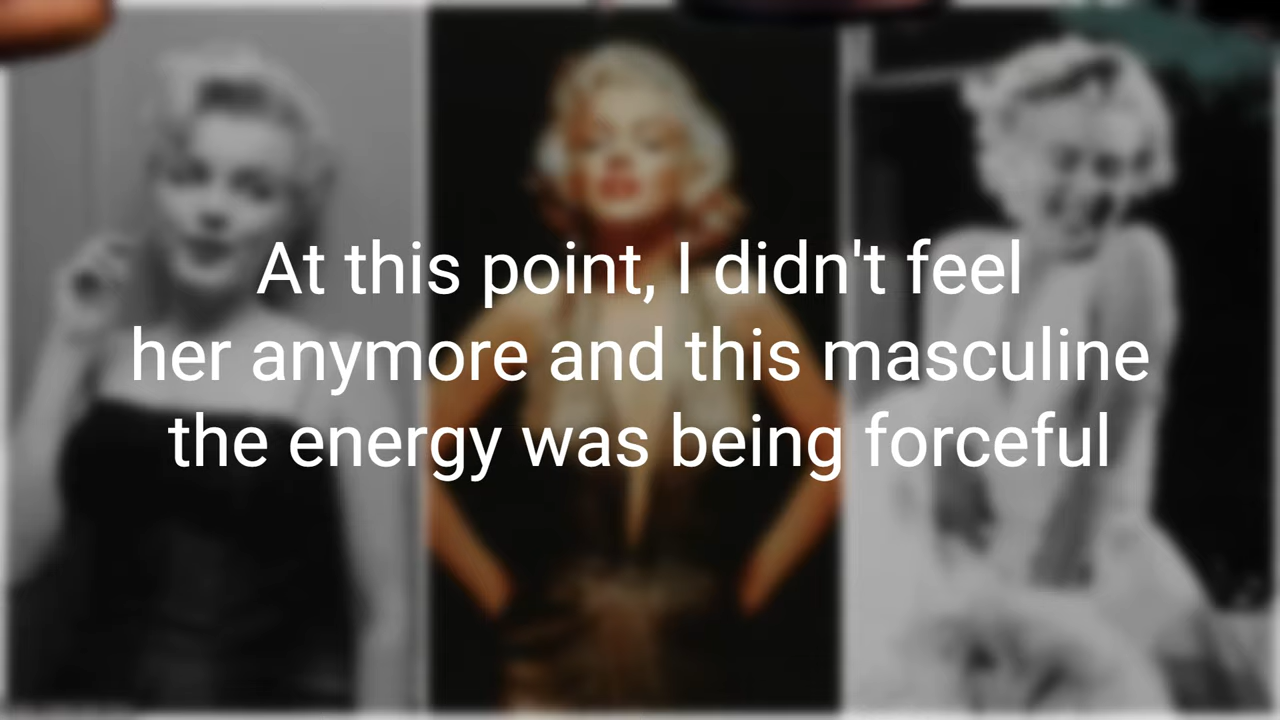 At this point, I didn't feel
her anymore and this masculine
the energy was being forceful